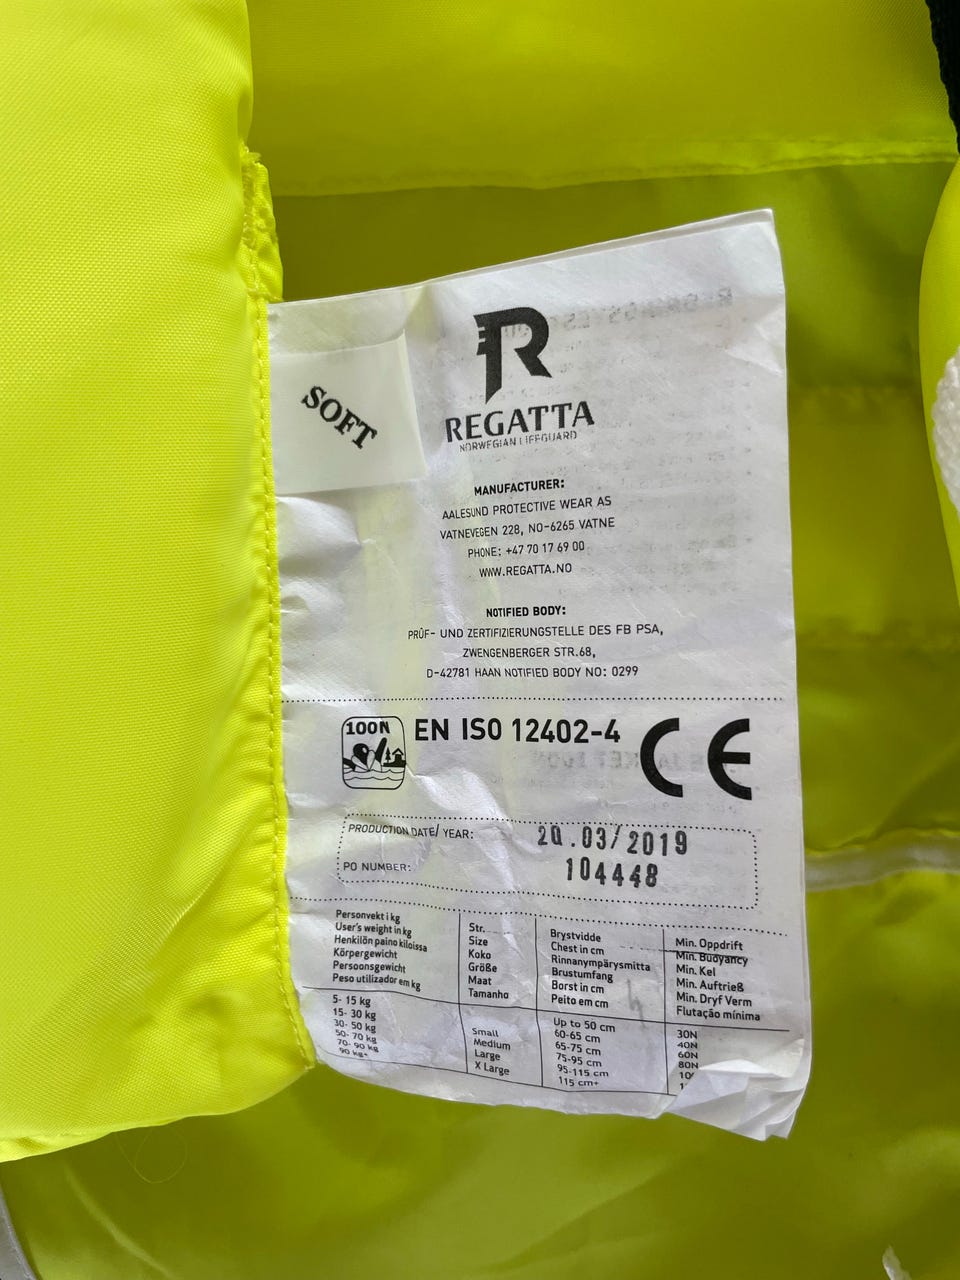 SOFT
R
REGATTA
NORWEGIAN LIFEGUARD
MANUFACTURER:
AALESUND PROTECTIVE WEAR AS
VATNEVEGEN 228, NO-6265 VATNE
PHONE: +47 70 17 69 00
WWW.REGATTA.NO
NOTIFIED BODY:
PRÜF- UND ZERTIFIZIERUNGSTELLE DES FB PSA,
ZWENGENBERGER STR.68,
D-42781 HAAN NOTIFIED BODY NO: 0299
100N
EN ISO 12402-4
CE
PRODUCTION DATE/ YEAR: 20.03/2019
PO NUMBER: 104448
Personvekt i kg
User's weight in kg
Henkilön paino kiloissa
Körpergewicht
Persoonsgewicht
Peso utilizador em kg
Str.
Size
Koko
Größe
Maat
Tamanho
Brystvidde
Chest in cm
Rinnanympärysmitta
Brustumfang
Borst in cm
Peito em cm
Min. Oppdrift
Min. Buoyancy
Min. Kel
Min. Auftrieß
Min. Dryf Verm
Flutação mínima
5- 15 kg
15- 30 kg
30- 50 kg
50- 70 kg
70- 90 kg
90 kg+
Small
Medium
Large
X Large
Up to 50 cm
60-65 cm
65-75 cm
75-95 cm
95-115 cm
115 cm+
30N
40N
60N
80N